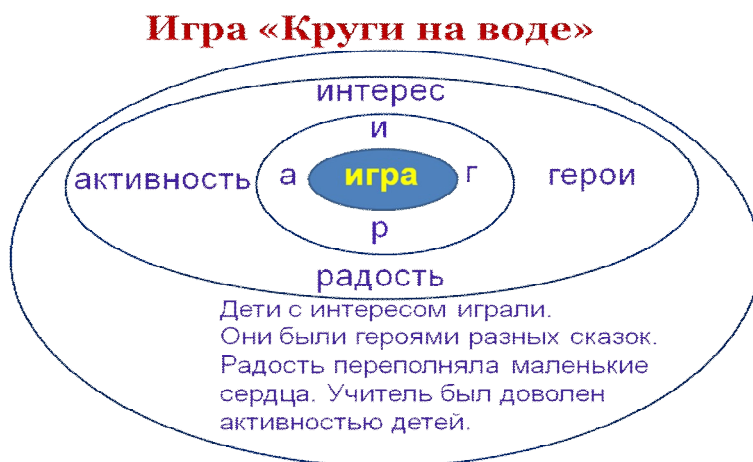 Игра «Круги на воде»
интерес
и
активность а игра г герои
р
радость
Дети с интересом играли.
Они были героями разных сказок.
Радость переполняла маленькие
сердца. Учитель был доволен
активностью детей.